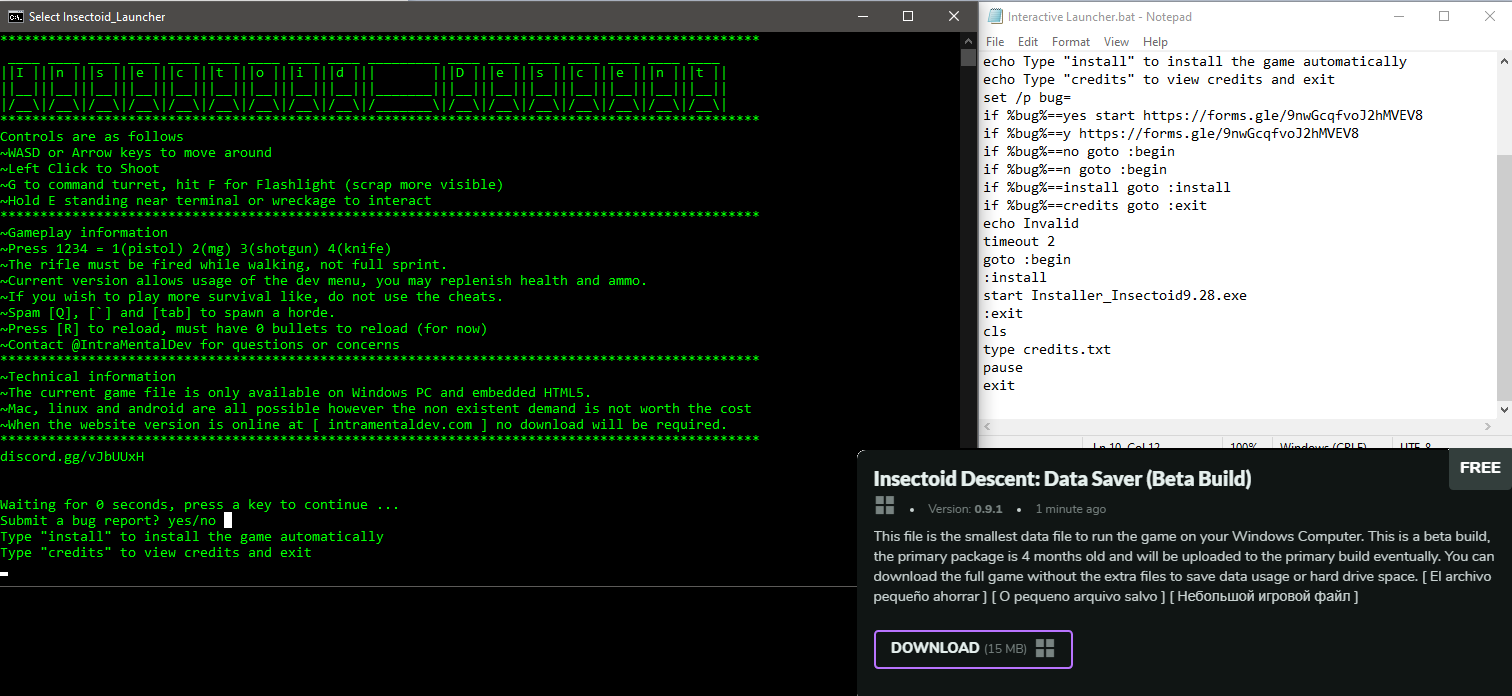 Select Insectoid_Launcher
*****************************************************************************************
||I |||n |||s |||e |||c |||t |||o |||i |||d |||       |||D |||e |||s |||c |||e |||n |||t ||
*****************************************************************************************
Controls are as follows
~WASD or Arrow keys to move around
~Left Click to Shoot
~G to command turret, hit F for Flashlight (scrap more visible)
~Hold E standing near terminal or wreckage to interact
*****************************************************************************************
~Gameplay information
~Press 1234 = 1(pistol) 2(mg) 3(shotgun) 4(knife)
~The rifle must be fired while walking, not full sprint.
~Current version allows usage of the dev menu, you may replenish health and ammo.
~If you wish to play more survival like, do not use the cheats.
~Spam [Q], [`] and [tab] to spawn a horde.
~Press [R] to reload, must have 0 bullets to reload (for now)
~Contact @IntraMentalDev for questions or concerns
*****************************************************************************************
~Technical information
~The current game file is only available on Windows PC and embedded HTML5.
~Mac, linux and android are all possible however the non existent demand is not worth the cost
~When the website version is online at [ intramentaldev.com ] no download will be required.
*****************************************************************************************
discord.gg/vJbUUxH
Waiting for 0 seconds, press a key to continue ...
Submit a bug report? yes/no
Type "install" to install the game automatically
Type "credits" to view credits and exit
Interactive Launcher.bat - Notepad
File Edit Format View Help
echo Type "install" to install the game automatically
echo Type "credits" to view credits and exit
set /p bug=
if %bug%==yes start https://forms.gle/9nwGcqfvoJ2hMVEV8
if %bug%==y https://forms.gle/9nwGcqfvoJ2hMVEV8
if %bug%==no goto :begin
if %bug%==n goto :begin
if %bug%==install goto :install
if %bug%==credits goto :exit
echo Invalid
timeout 2
goto :begin
:install
start Installer_Insectoid9.28.exe
:exit
cls
type credits.txt
pause
exit
Ln 10, Col 12 100% Windows (CRLF) UTF-8
FREE
Insectoid Descent: Data Saver (Beta Build)
• Version: 0.9.1 • 1 minute ago
This file is the smallest data file to run the game on your Windows Computer. This is a beta build,
the primary package is 4 months old and will be uploaded to the primary build eventually. You can
download the full game without the extra files to save data usage or hard drive space. [ El archivo
pequeño ahorrar ] [ O pequeno arquivo salvo ] [ Небольшой игровой файл ]
DOWNLOAD (15 MB)